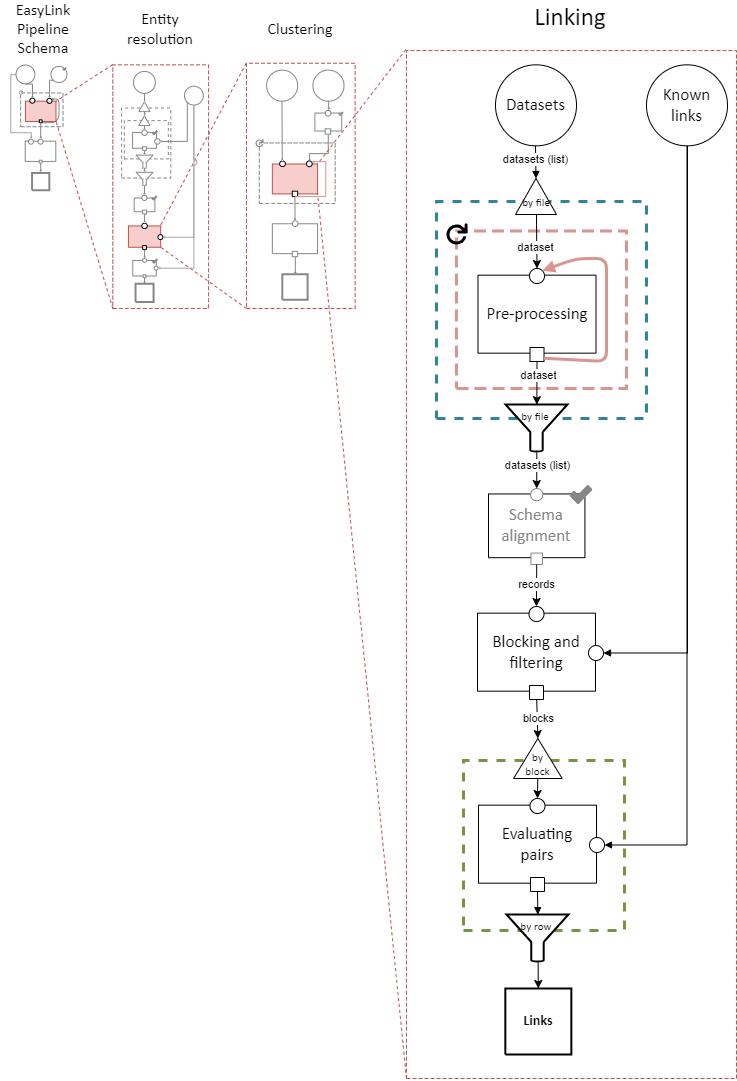 EasyLink
Pipeline
Schema
Entity
resolution
Clustering
Linking
Datasets
Known
links
datasets (list)
by file
dataset
Pre-processing
dataset
by file
datasets (list)
Schema
alignment
records
Blocking and
filtering
blocks
by
block
Evaluating
pairs
by row
Links